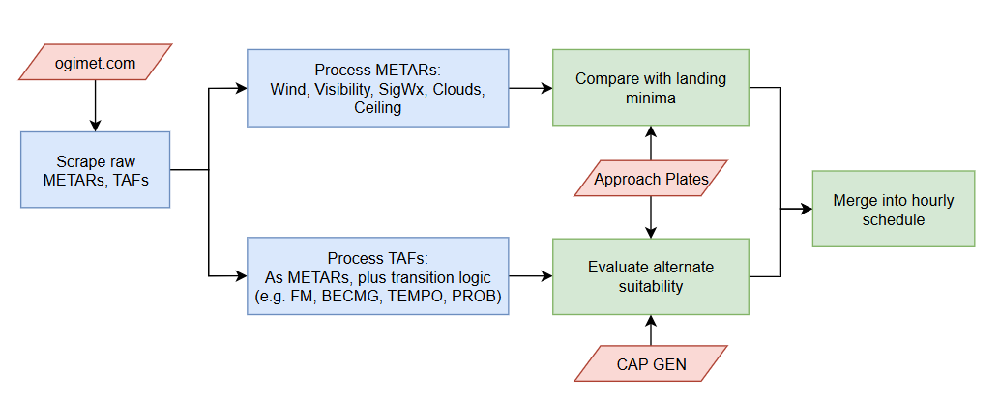 ogimet.com
Scrape raw
METARs, TAFs
Process METARs:
Wind, Visibility, SigWx, Clouds,
Ceiling
Process TAFs:
As METARs, plus transition logic
(e.g. FM, BECMG, TEMPO, PROB)
Compare with landing
minima
Approach Plates
Evaluate alternate
suitability
CAP GEN
Merge into hourly
schedule